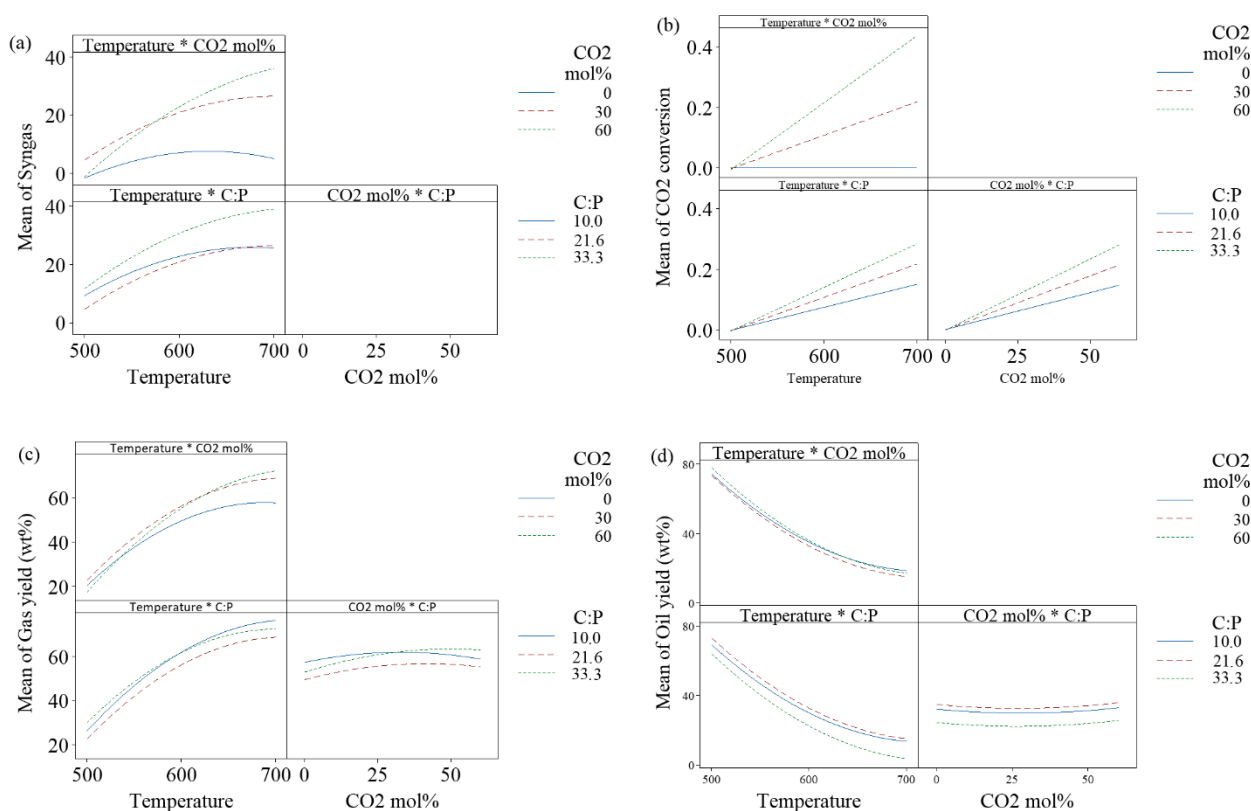 (a)
Temperature * CO2 mol%
CO2
mol%
0
30
60
40
20
0
Mean of Syngas
Temperature * C:P
CO2 mol% * C:P
C:P
10.0
21.6
33.3
40
20
0
500
600
700
0
25
50
Temperature
CO2 mol%
(b)
Temperature * CO2 mol%
CO2
mol%
0
30
60
0.4
0.2
0.0
Mean of CO2 conversion
Temperature * C:P
CO2 mol% * C:P
C:P
10.0
21.6
33.3
0.4
0.2
0.0
500
600
700
0
25
50
Temperature
CO2 mol%
(c)
Temperature * CO2 mol%
CO2
mol%
0
30
60
60
40
20
Mean of Gas yield (wt%)
Temperature * C:P
CO2 mol% * C:P
C:P
10.0
21.6
33.3
60
40
20
500
600
700
0
25
50
Temperature
CO2 mol%
(d)
Temperature * CO2 mol%
CO2
mol%
0
30
60
80
40
0
Mean of Oil yield (wt%)
Temperature * C:P
CO2 mol% * C:P
C:P
10.0
21.6
33.3
80
40
0
500
600
700
0
25
50
Temperature
CO2 mol%